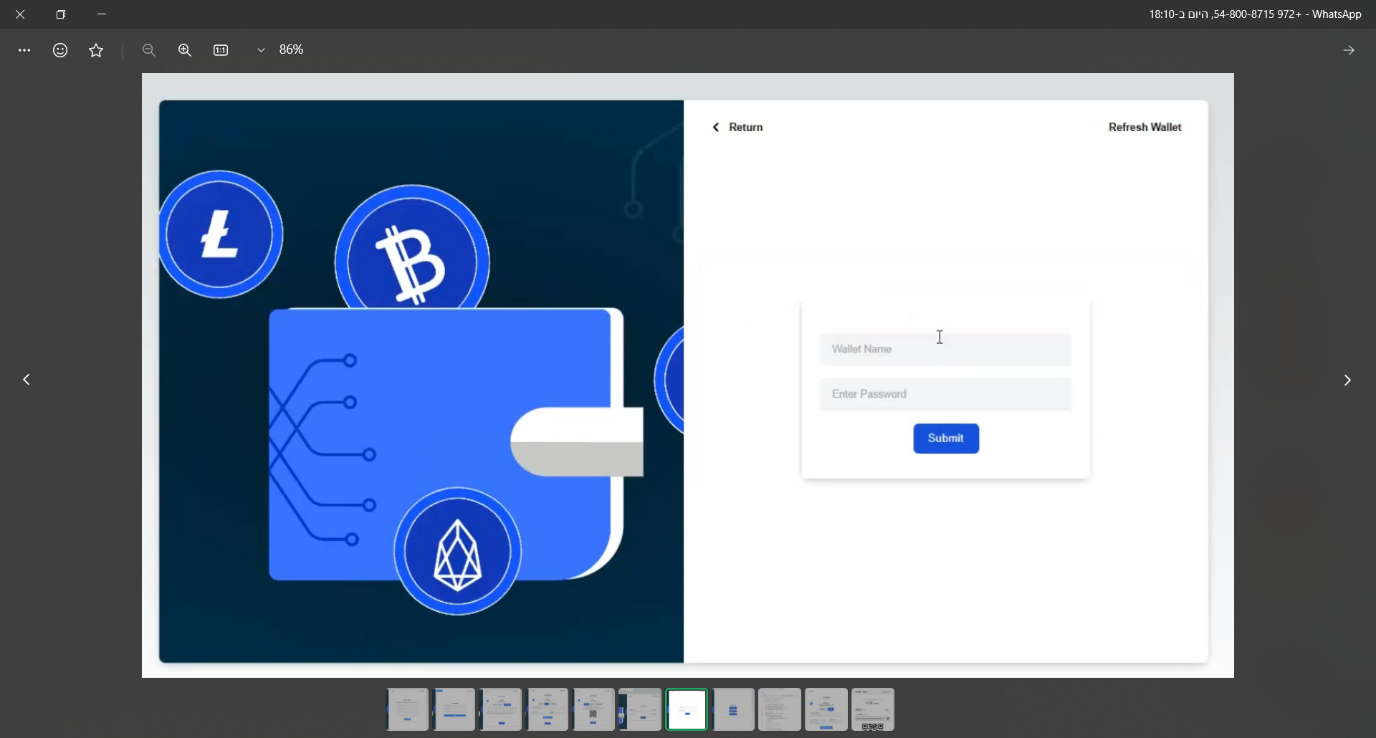 WhatsApp - +972 54-800-8715, היום ב-18:10
86%
Return
Refresh Wallet
Wallet Name
Enter Password
Submit